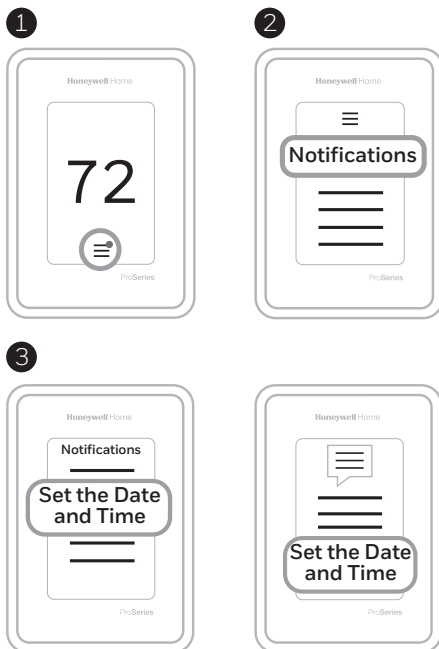 1
Honeywell Home
72
ProSeries
2
Honeywell Home
Notifications
ProSeries
3
Honeywell Home
Notifications
Set the Date
and Time
ProSeries
Honeywell Home
Set the Date
and Time
ProSeries